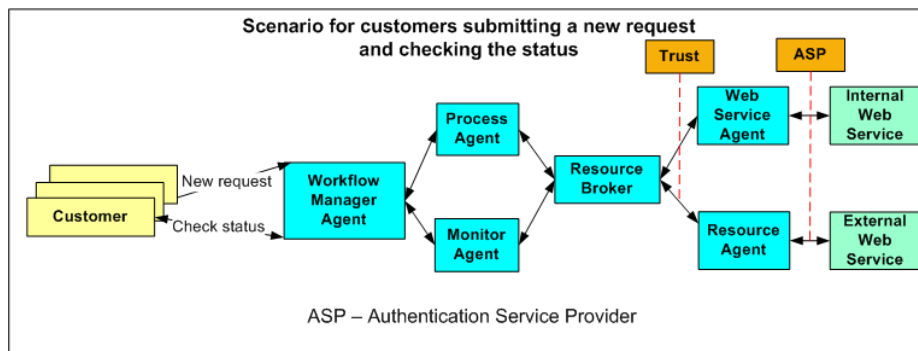 Scenario for customers submitting a new request
and checking the status
Trust
ASP
Web
Service
Agent
Internal
Web
Service
Process
Agent
New request
Workflow
Manager
Agent
Resource
Broker
Customer
Check status
Monitor
Agent
Resource
Agent
External
Web
Service
ASP – Authentication Service Provider